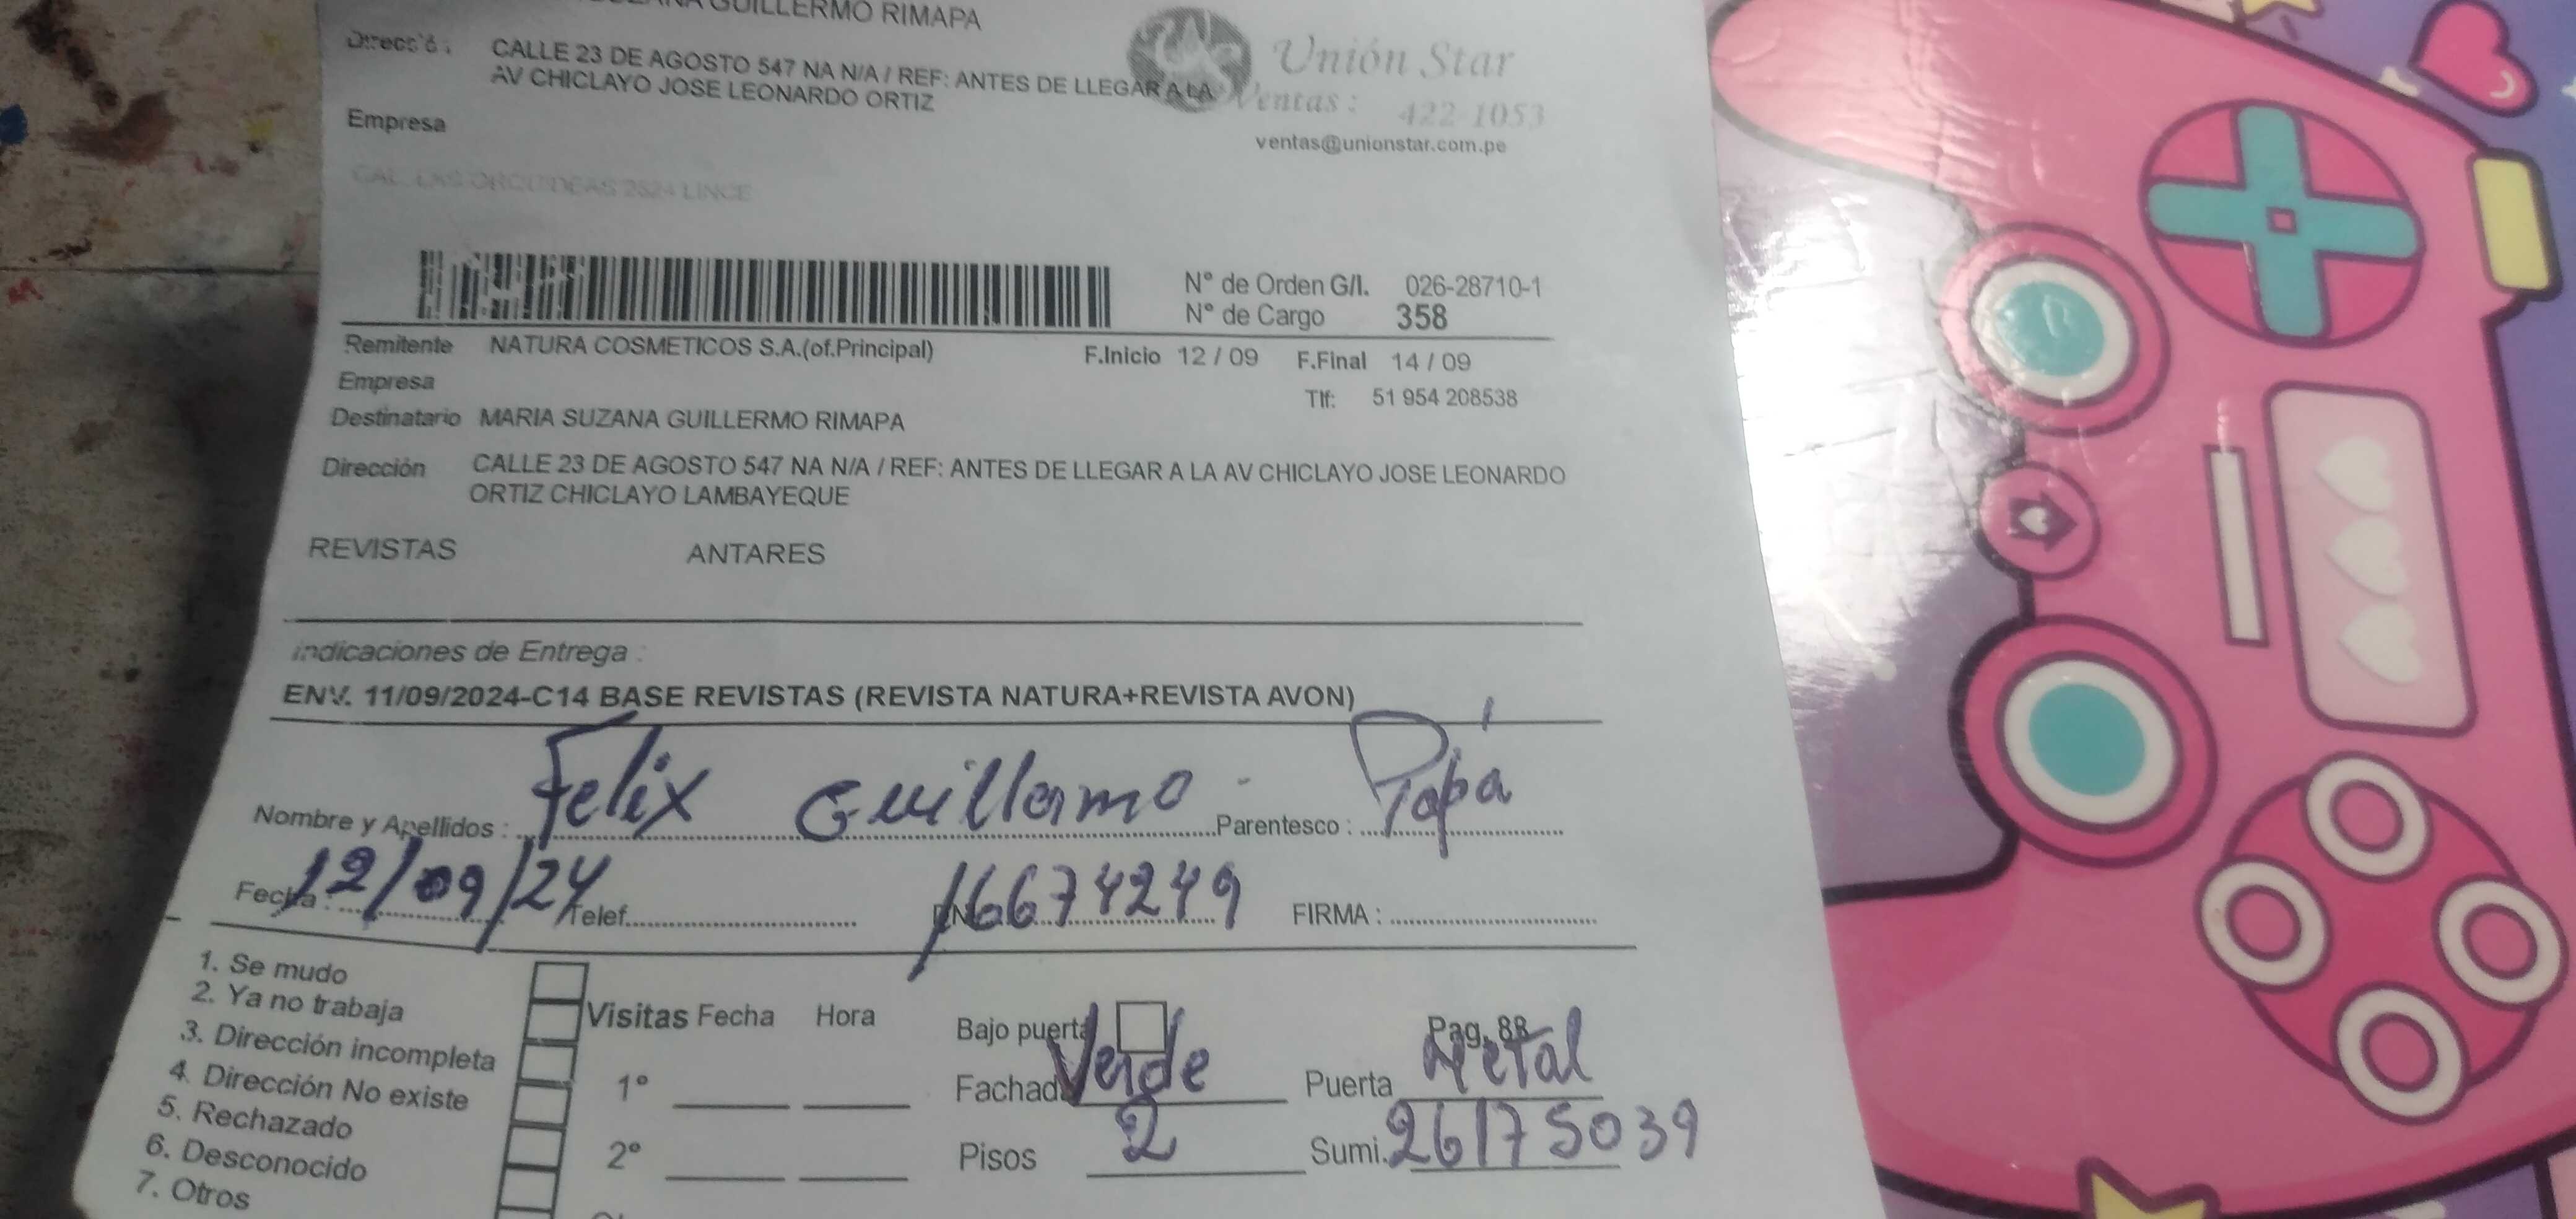 GUILLERMO RIMAPA
CALLE 23 DE AGOSTO 547 NA N/A / REF: ANTES DE LLEGAR A LA
AV CHICLAYO JOSE LEONARDO ORTIZ
Unión Star
Ventas : 422-1053
ventas@unionstar.com.pe
Empresa
CAL. LAS ORQUIDEAS 2624 LINCE
N° de Orden G/I. 026-28710-1
N° de Cargo 358
Remitente NATURA COSMETICOS S.A.(of.Principal) F.Inicio 12 / 09 F.Final 14 / 09
Empresa Tlf: 51 954 208538
Destinatario MARIA SUZANA GUILLERMO RIMAPA
Dirección CALLE 23 DE AGOSTO 547 NA N/A / REF: ANTES DE LLEGAR A LA AV CHICLAYO JOSE LEONARDO
ORTIZ CHICLAYO LAMBAYEQUE
REVISTAS ANTARES
Indicaciones de Entrega :
ENV. 11/09/2024-C14 BASE REVISTAS (REVISTA NATURA+REVISTA AVON)
Nombre y Apellidos : Felix Guillermo - Parentesco : Papá
Fecha : 12/09/24 Telef. 16674249 FIRMA :
1. Se mudo
2. Ya no trabaja
3. Dirección incompleta
4. Dirección No existe
5. Rechazado
6. Desconocido
7. Otros
Visitas Fecha Hora
1°
2°
Bajo puerta Pag. 88
Fachada Verde Puerta Metal
Pisos 2 Sumi. 26175039